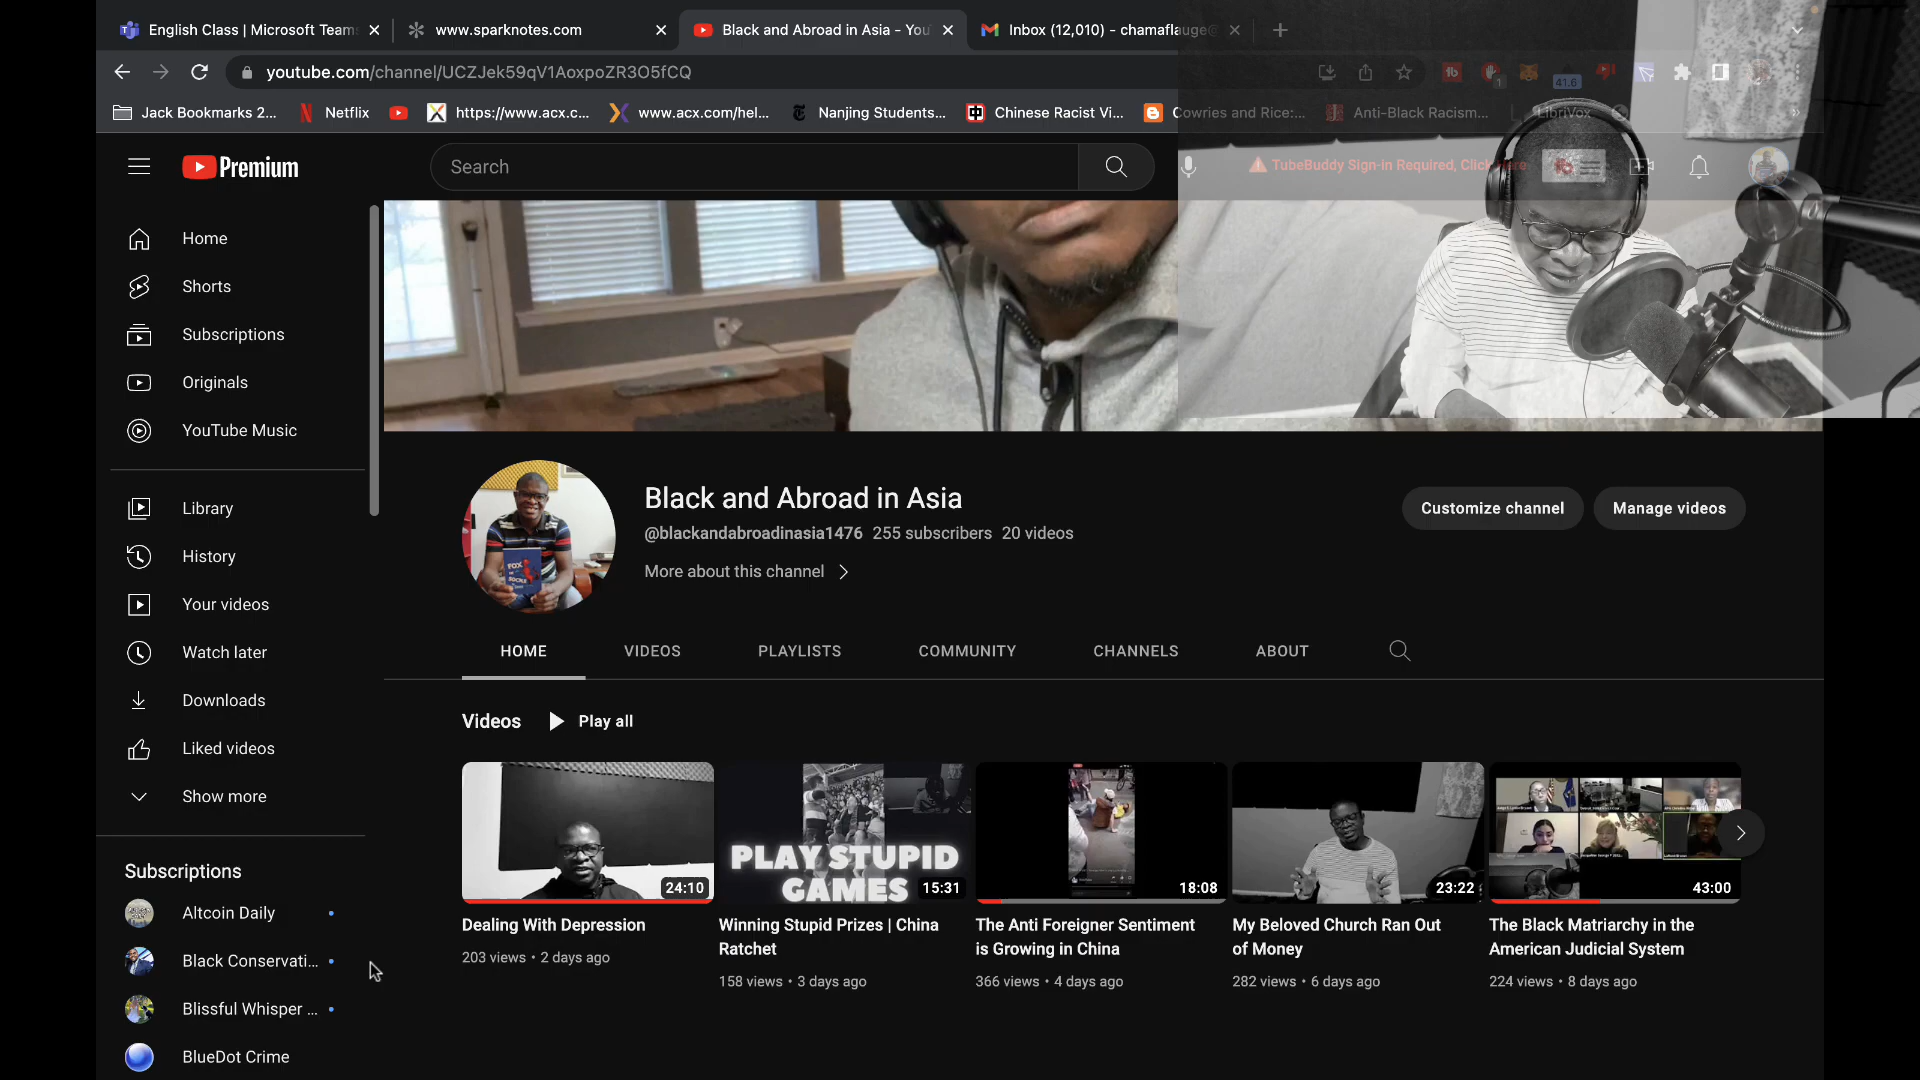 English Class | Microsoft Team
www.sparknotes.com
Black and Abroad in Asia - You
Inbox (12,010) - chamaflauge@
youtube.com/channel/UCZJek59qV1AoxpoZR3O5fCQ
1
41.6
Jack Bookmarks 2...
Netflix
https://www.acx.c...
www.acx.com/hel...
Nanjing Students...
Chinese Racist Vi...
Cowries and Rice:...
Anti-Black Racism...
LibriVox
Premium
Search
TubeBuddy Sign-in Required, Click Here
Home
Shorts
Subscriptions
Originals
YouTube Music
Library
History
Your videos
Watch later
Downloads
Liked videos
Show more
Subscriptions
Altcoin Daily
Black Conservati...
Blissful Whisper ...
BlueDot Crime
Black and Abroad in Asia
@blackandabroadinasia1476 255 subscribers 20 videos
More about this channel
Customize channel
Manage videos
HOME
VIDEOS
PLAYLISTS
COMMUNITY
CHANNELS
ABOUT
Videos
Play all
24:10
Dealing With Depression
203 views • 2 days ago
PLAY STUPID
GAMES
15:31
Winning Stupid Prizes | China
Ratchet
158 views • 3 days ago
18:08
The Anti Foreigner Sentiment
is Growing in China
366 views • 4 days ago
23:22
My Beloved Church Ran Out
of Money
282 views • 6 days ago
43:00
The Black Matriarchy in the
American Judicial System
224 views • 8 days ago